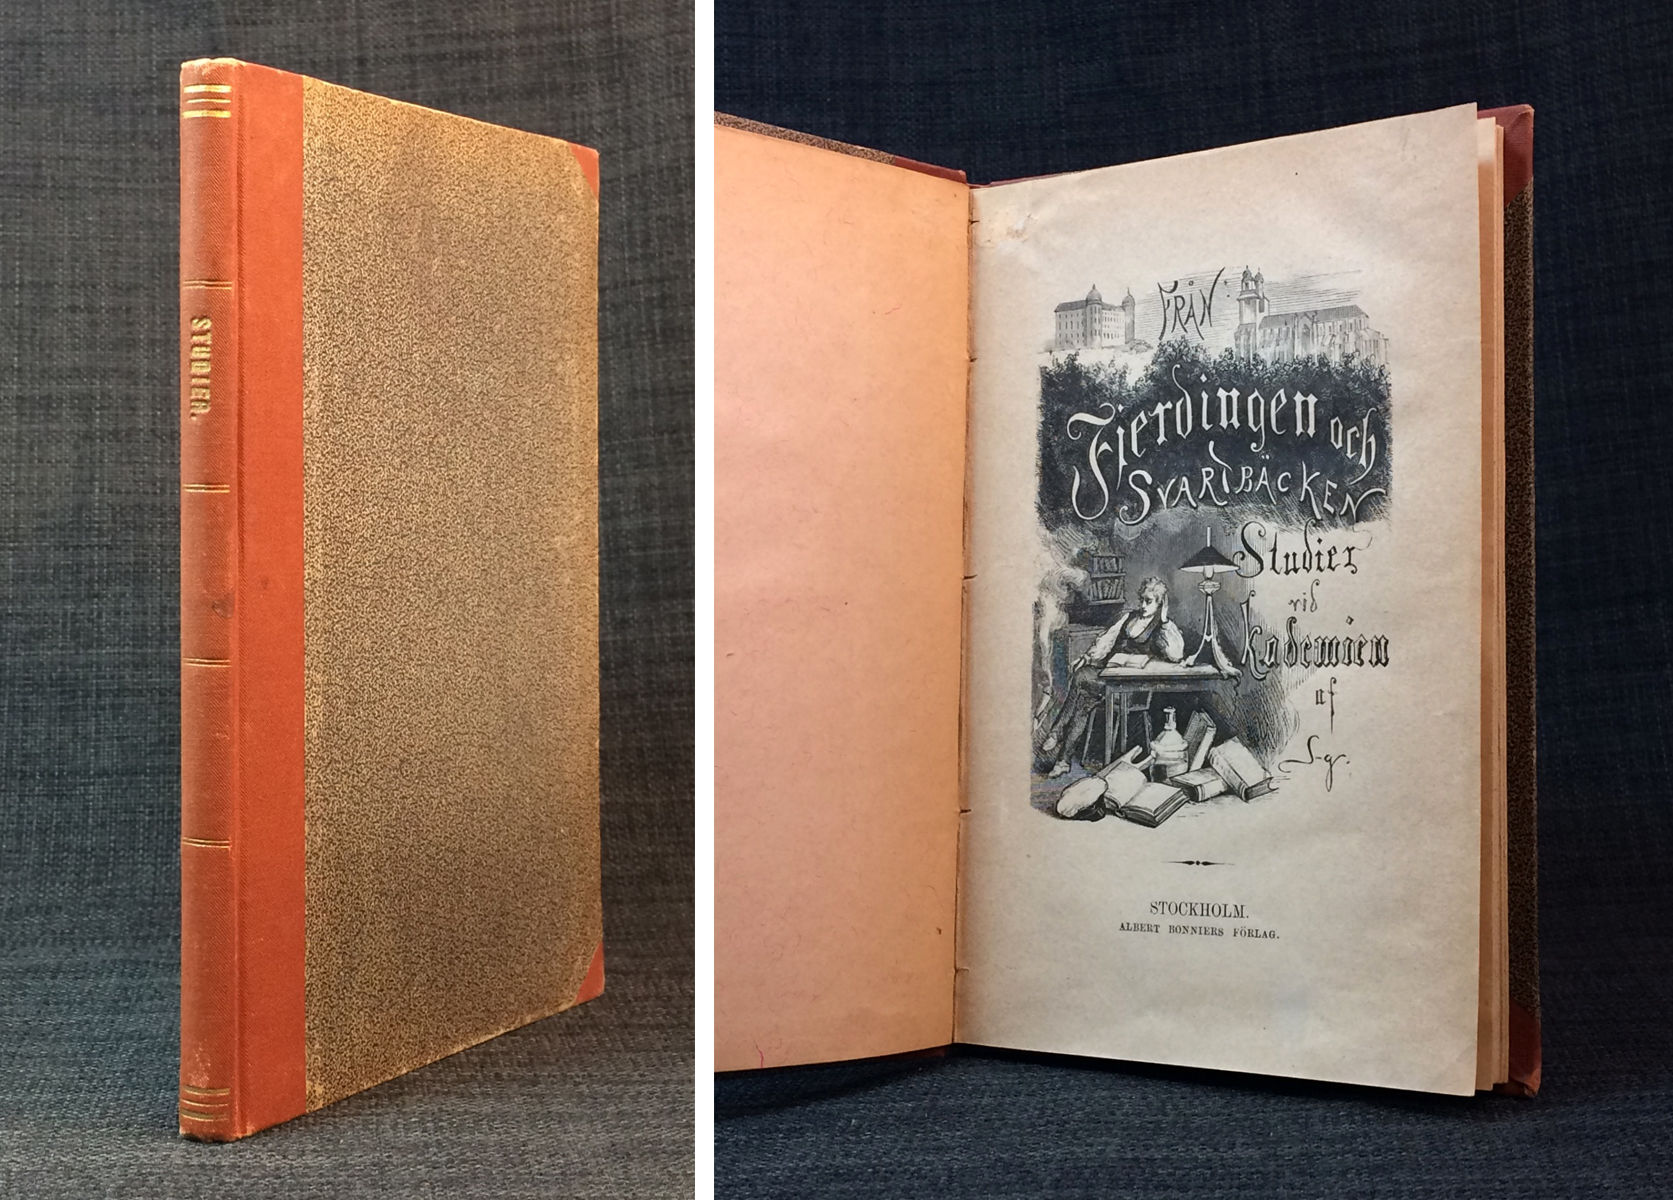 STUDIER.
FRÅN
Fjerdingen och
SVARTBÄCKEN
Studier
vid
Akademien
af
S-g.
STOCKHOLM.
ALBERT BONNIERS FÖRLAG.